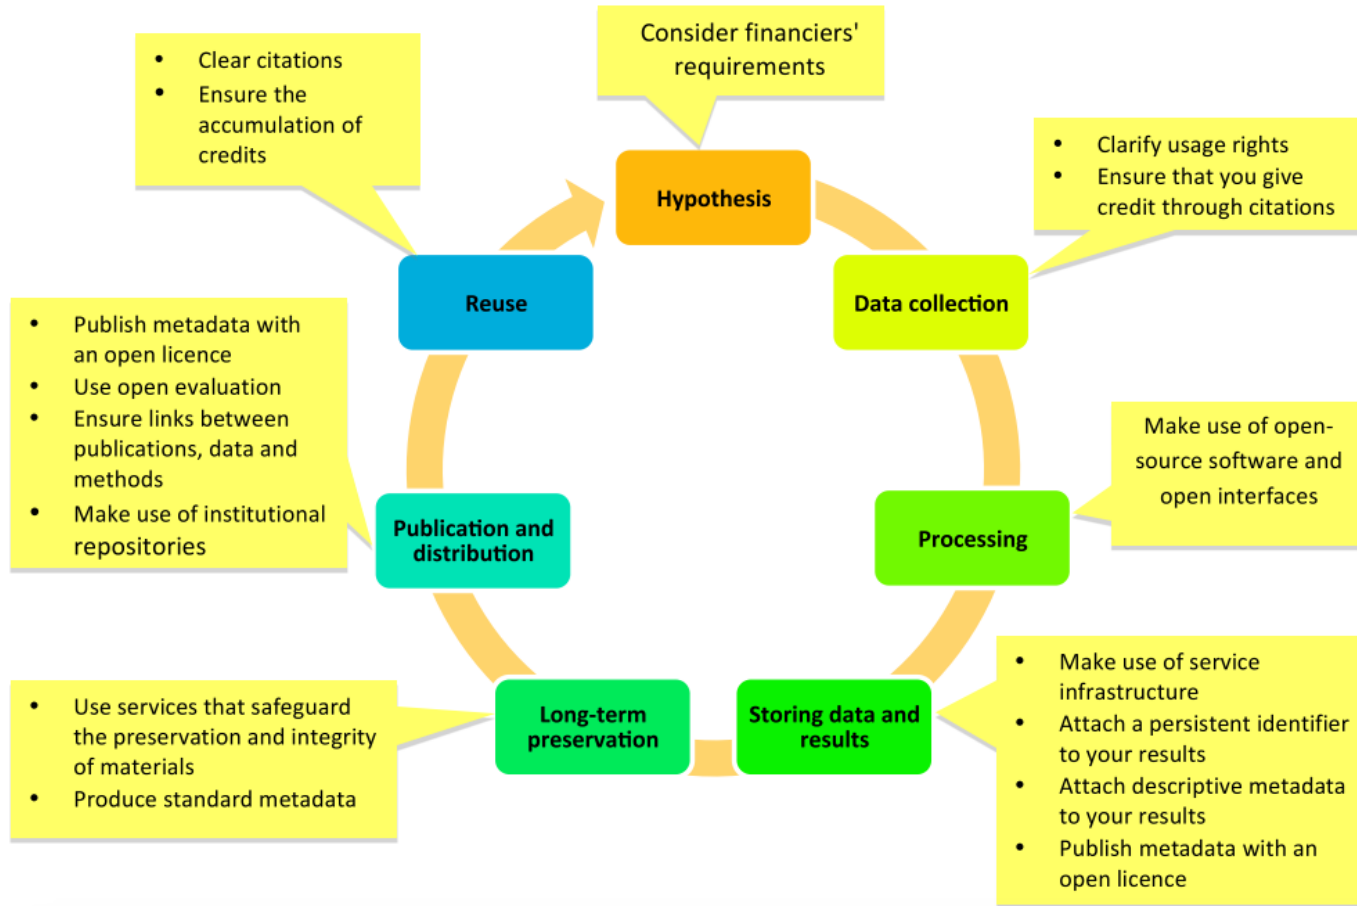 Consider financiers'
requirements
• Clear citations
• Ensure the
accumulation of
credits
Hypothesis
• Clarify usage rights
• Ensure that you give
credit through citations
Reuse
Data collection
• Publish metadata with
an open licence
• Use open evaluation
• Ensure links between
publications, data and
methods
• Make use of institutional
repositories
Make use of open-
source software and
open interfaces
Publication and
distribution
Processing
• Use services that safeguard
the preservation and integrity
of materials
• Produce standard metadata
Long-term
preservation
Storing data and
results
• Make use of service
infrastructure
• Attach a persistent identifier
to your results
• Attach descriptive metadata
to your results
• Publish metadata with an
open licence